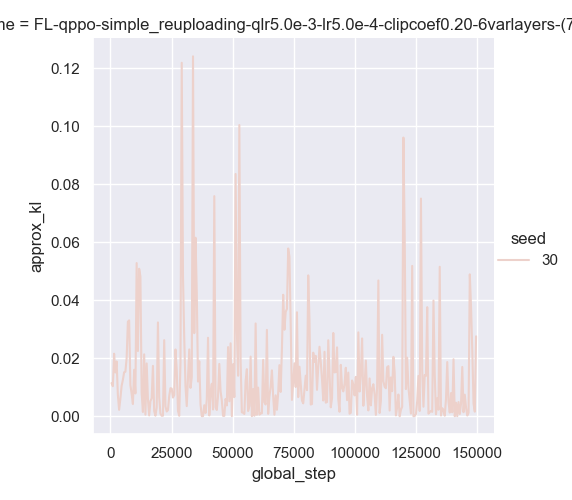 me = FL-qppo-simple_reuploading-qlr5.0e-3-lr5.0e-4-clipcoef0.20-6varlayers-(7
0.12
0.10
0.08
0.06
0.04
0.02
0.00
approx_kl
0 25000 50000 75000 100000 125000 150000
global_step
seed
30